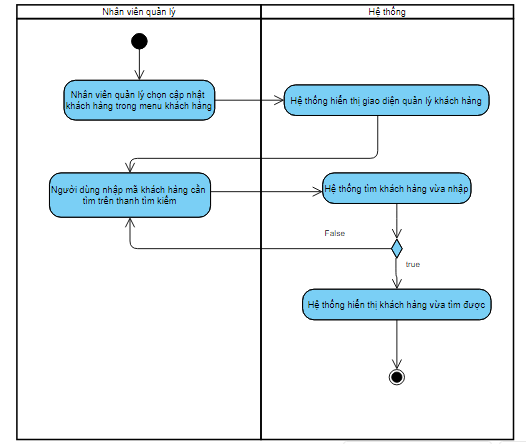 Nhân viên quản lý
Hệ thống
Nhân viên quản lý chọn cập nhật
khách hàng trong menu khách hàng
Hệ thống hiển thị giao diện quản lý khách hàng
Người dùng nhập mã khách hàng cần
tìm trên thanh tìm kiếm
Hệ thống tìm khách hàng vừa nhập
False
true
Hệ thống hiển thị khách hàng vừa tìm được